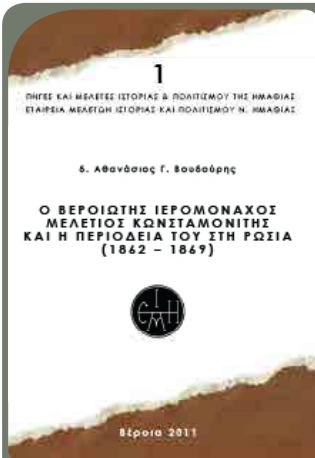 1
ΠΗΓΕΣ ΚΑΙ ΜΕΛΕΤΕΣ ΙΣΤΟΡΙΑΣ & ΠΟΛΙΤΙΣΜΟΥ ΤΗΣ ΗΜΑΘΙΑΣ
ΕΤΑΙΡΕΙΑ ΜΕΛΕΤΩΝ ΙΣΤΟΡΙΑΣ ΚΑΙ ΠΟΛΙΤΙΣΜΟΥ Ν. ΗΜΑΘΙΑΣ
δ. Αθανάσιος Γ. Βουδούρης
Ο ΒΕΡΟΙΩΤΗΣ ΙΕΡΟΜΟΝΑΧΟΣ
ΜΕΛΕΤΙΟΣ ΚΩΝΣΤΑΜΟΝΙΤΗΣ
ΚΑΙ Η ΠΕΡΙΟΔΕΙΑ ΤΟΥ ΣΤΗ ΡΩΣΙΑ
(1862 – 1869)
Ι
Ε Η
Μ
Βέροια 2011